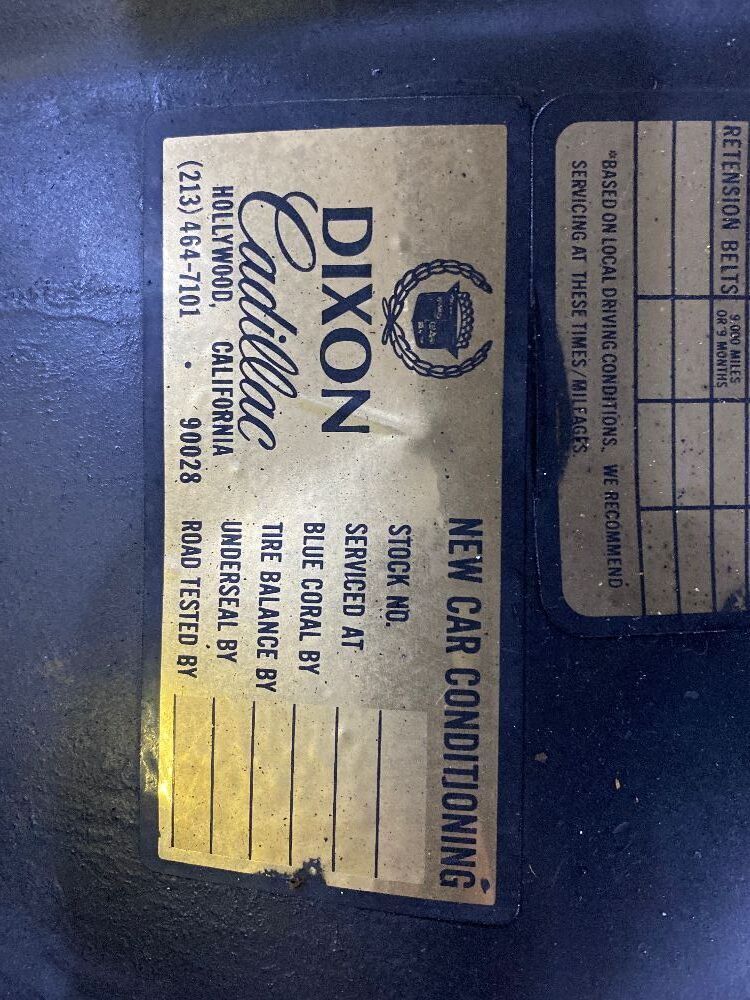 RETENSION BELTS
9,000 MILES
OR 9 MONTHS
*BASED ON LOCAL DRIVING CONDITIONS. WE RECOMMEND
SERVICING AT THESE TIMES/MILEAGES
DIXON
Cadillac
HOLLYWOOD, CALIFORNIA
(213) 464-7101 • 90028
NEW CAR CONDITIONING
STOCK NO.
SERVICED AT
BLUE CORAL BY
TIRE BALANCE BY
UNDERSEAL BY
ROAD TESTED BY